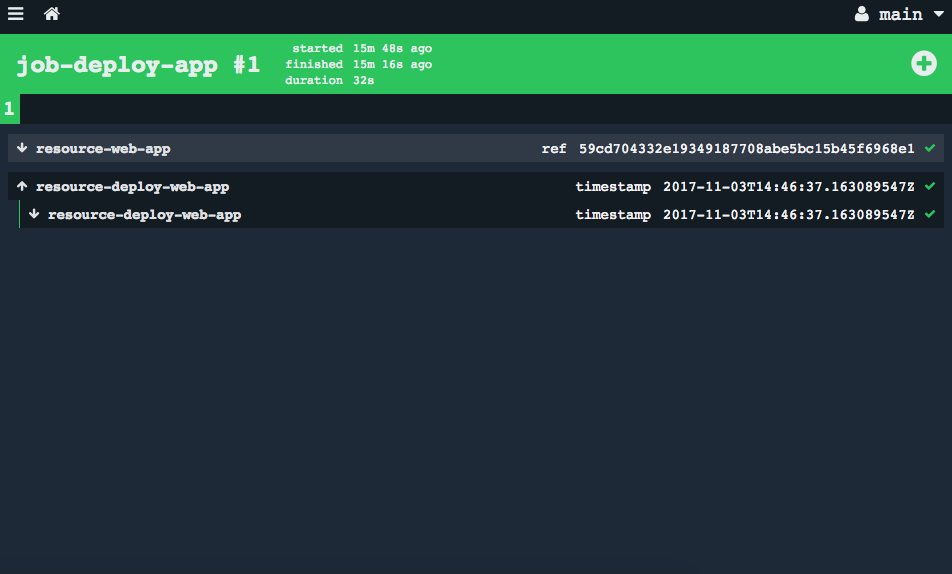 main
job-deploy-app #1
started 15m 48s ago
finished 15m 16s ago
duration 32s
1
resource-web-app ref 59cd704332e19349187708abe5bc15b45f6968e1
resource-deploy-web-app timestamp 2017-11-03T14:46:37.163089547Z
resource-deploy-web-app timestamp 2017-11-03T14:46:37.163089547Z